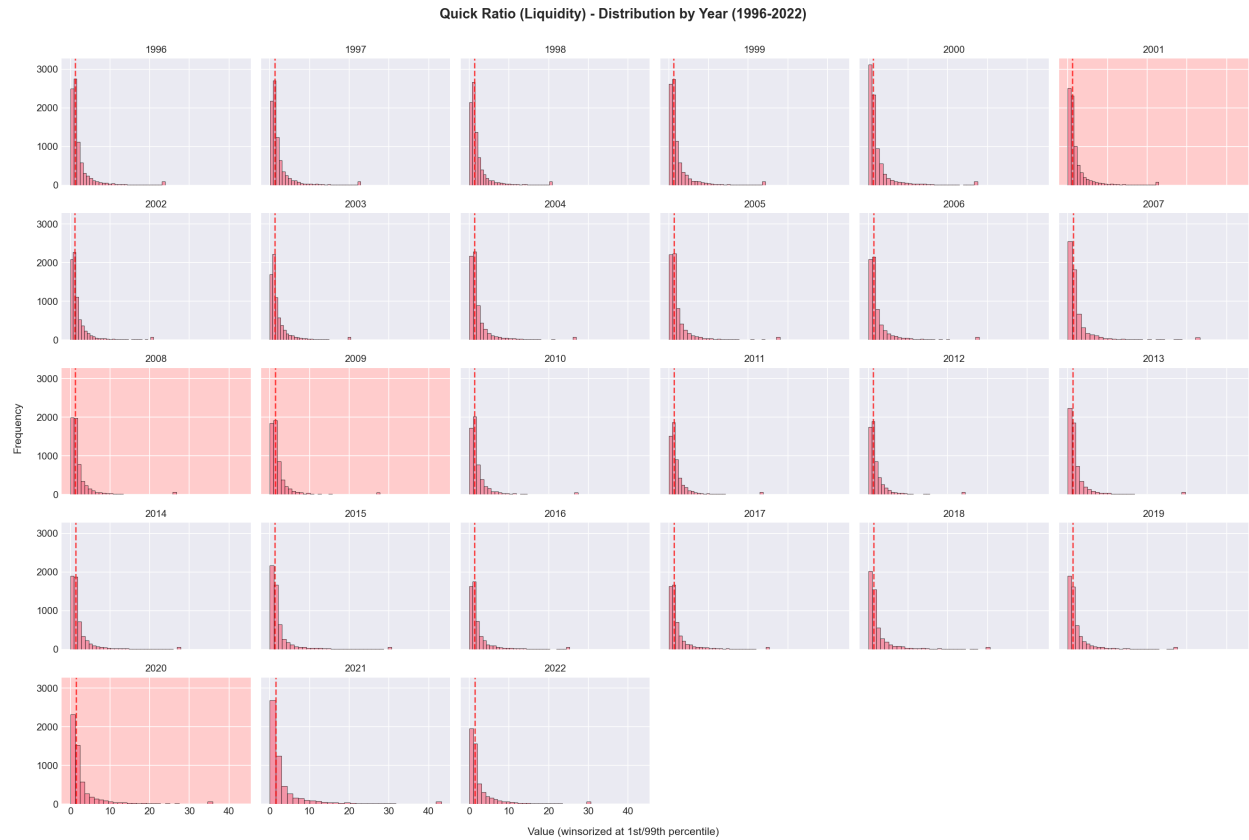 Quick Ratio (Liquidity) - Distribution by Year (1996-2022)
1996 1997 1998 1999 2000 2001
3000
2000
1000
0
2002 2003 2004 2005 2006 2007
3000
2000
1000
0
2008 2009 2010 2011 2012 2013
3000
2000
1000
0
Frequency
2014 2015 2016 2017 2018 2019
3000
2000
1000
0
2020 2021 2022
3000
2000
1000
0
0 10 20 30 40 0 10 20 30 40 0 10 20 30 40
Value (winsorized at 1st/99th percentile)